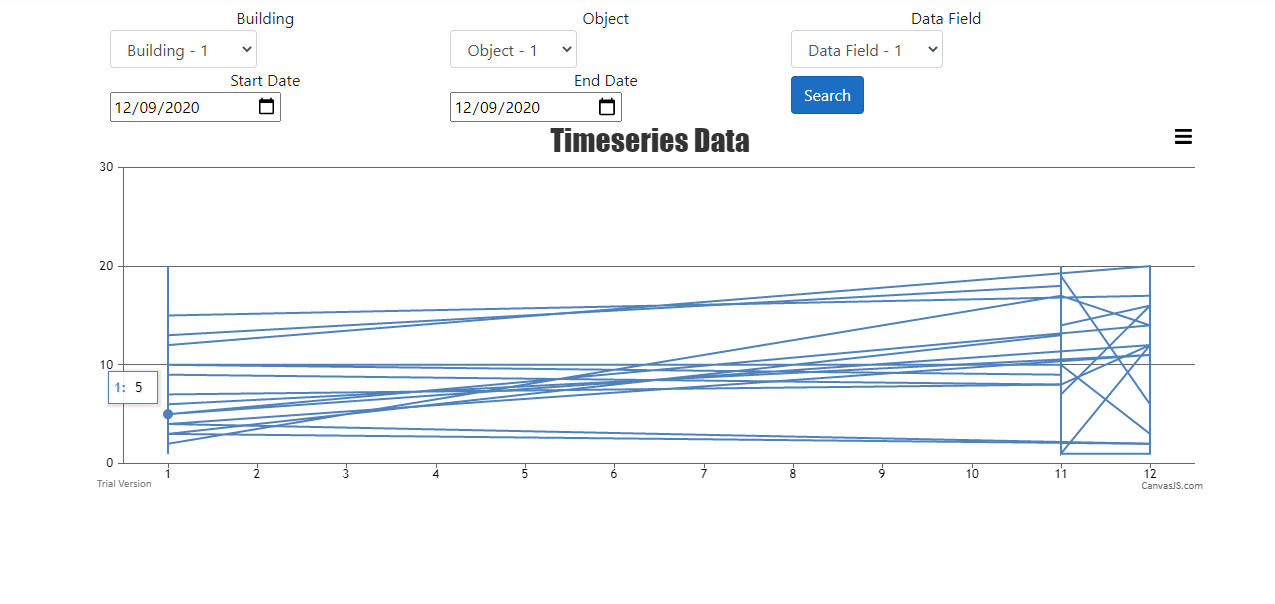 Building Object Data Field
Building - 1 Object - 1 Data Field - 1
Start Date End Date
12/09/2020 12/09/2020 Search
Timeseries Data
30
20
10
1: 5
0
1 2 3 4 5 6 7 8 9 10 11 12
Trial Version CanvasJS.com